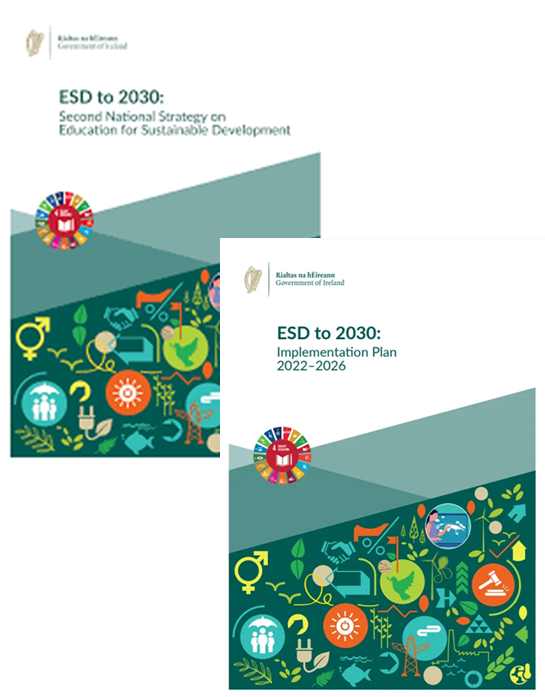 Rialtas na hÉireann
Government of Ireland
ESD to 2030:
Second National Strategy on
Education for Sustainable Development
Rialtas na hÉireann
Government of Ireland
ESD to 2030:
Implementation Plan
2022–2026
4